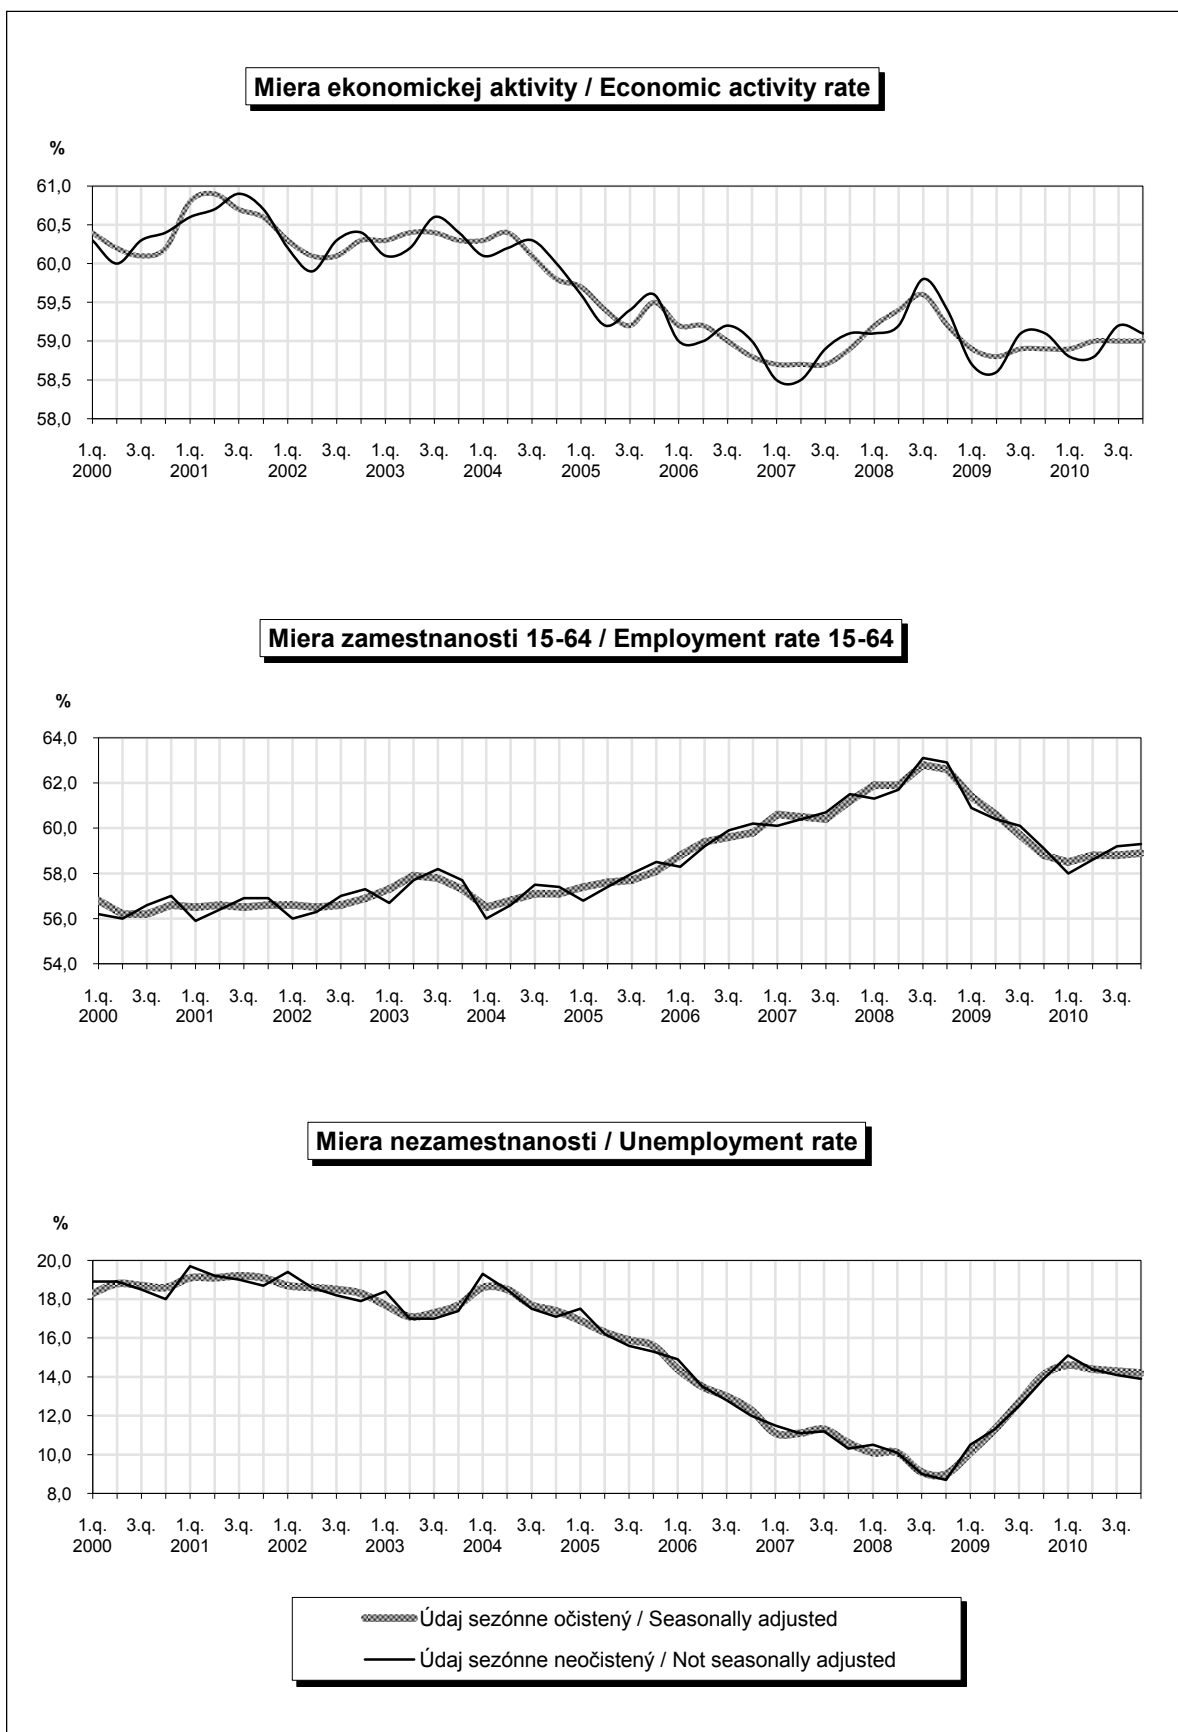 Miera ekonomickej aktivity / Economic activity rate
%
61,0
60,5
60,0
59,5
59,0
58,5
58,0
1.q. 3.q. 1.q. 3.q. 1.q. 3.q. 1.q. 3.q. 1.q. 3.q. 1.q. 3.q. 1.q. 3.q. 1.q. 3.q. 1.q. 3.q. 1.q. 3.q. 1.q. 3.q.
2000 2001 2002 2003 2004 2005 2006 2007 2008 2009 2010
Miera zamestnanosti 15-64 / Employment rate 15-64
%
64,0
62,0
60,0
58,0
56,0
54,0
1.q. 3.q. 1.q. 3.q. 1.q. 3.q. 1.q. 3.q. 1.q. 3.q. 1.q. 3.q. 1.q. 3.q. 1.q. 3.q. 1.q. 3.q. 1.q. 3.q. 1.q. 3.q.
2000 2001 2002 2003 2004 2005 2006 2007 2008 2009 2010
Miera nezamestnanosti / Unemployment rate
%
20,0
18,0
16,0
14,0
12,0
10,0
8,0
1.q. 3.q. 1.q. 3.q. 1.q. 3.q. 1.q. 3.q. 1.q. 3.q. 1.q. 3.q. 1.q. 3.q. 1.q. 3.q. 1.q. 3.q. 1.q. 3.q. 1.q. 3.q.
2000 2001 2002 2003 2004 2005 2006 2007 2008 2009 2010
Údaj sezónne očistený / Seasonally adjusted
Údaj sezónne neočistený / Not seasonally adjusted